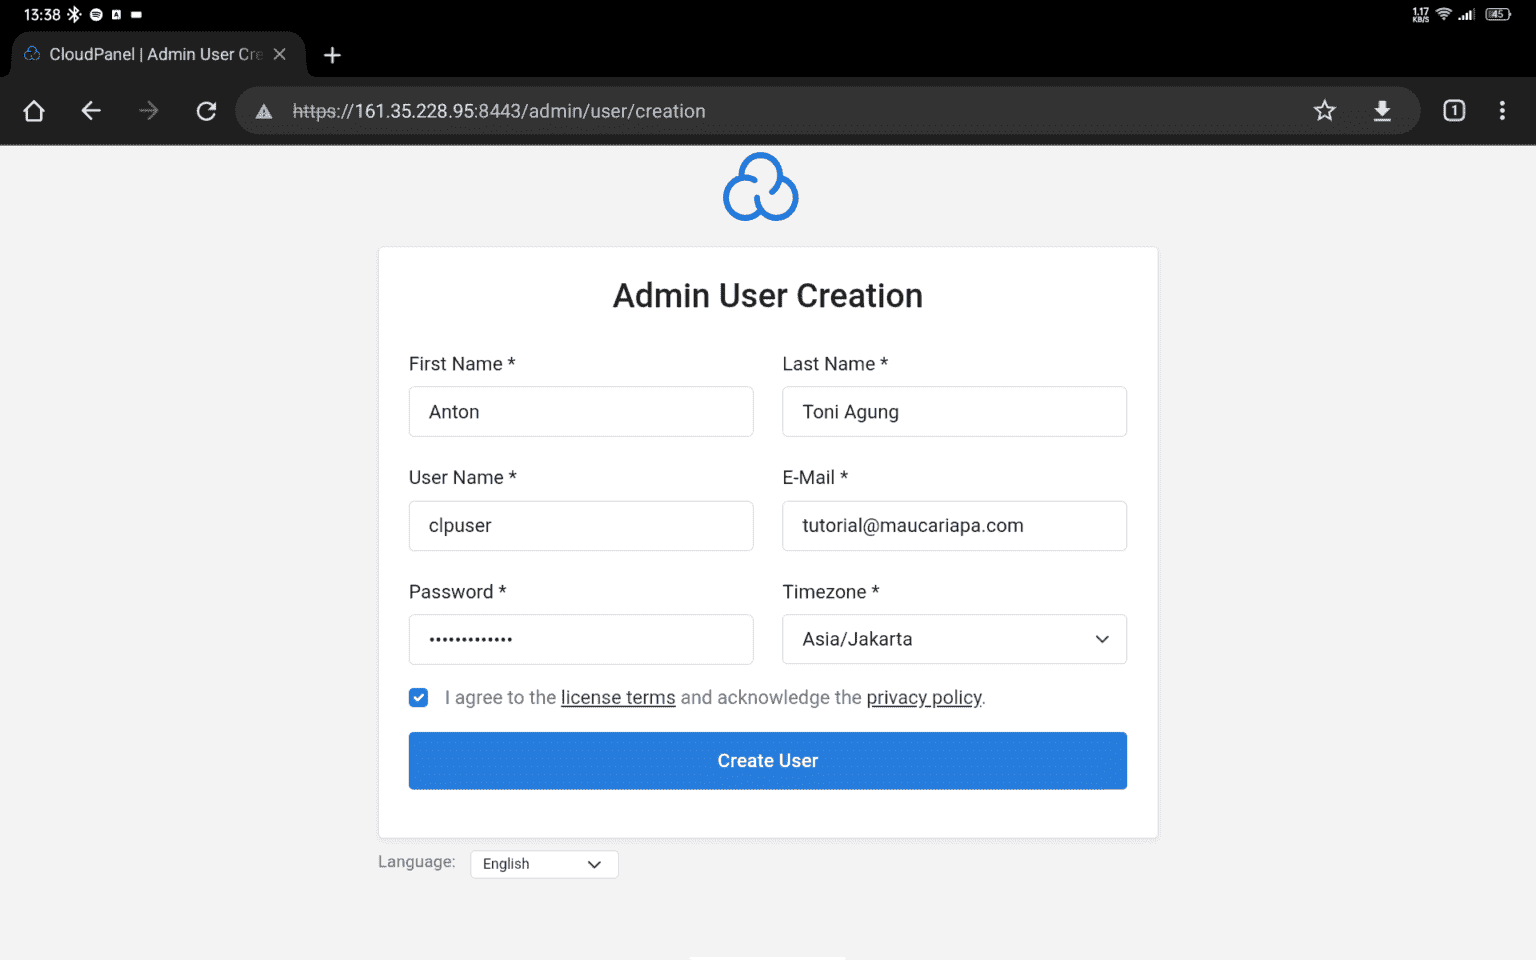 13:38
1.17 KB/S
45
CloudPanel | Admin User Cre
https://161.35.228.95:8443/admin/user/creation
1
Admin User Creation
First Name *
Last Name *
Anton
Toni Agung
User Name *
E-Mail *
clpuser
tutorial@maucariapa.com
Password *
Timezone *
•••••••••••••
Asia/Jakarta
I agree to the license terms and acknowledge the privacy policy.
Create User
Language:
English